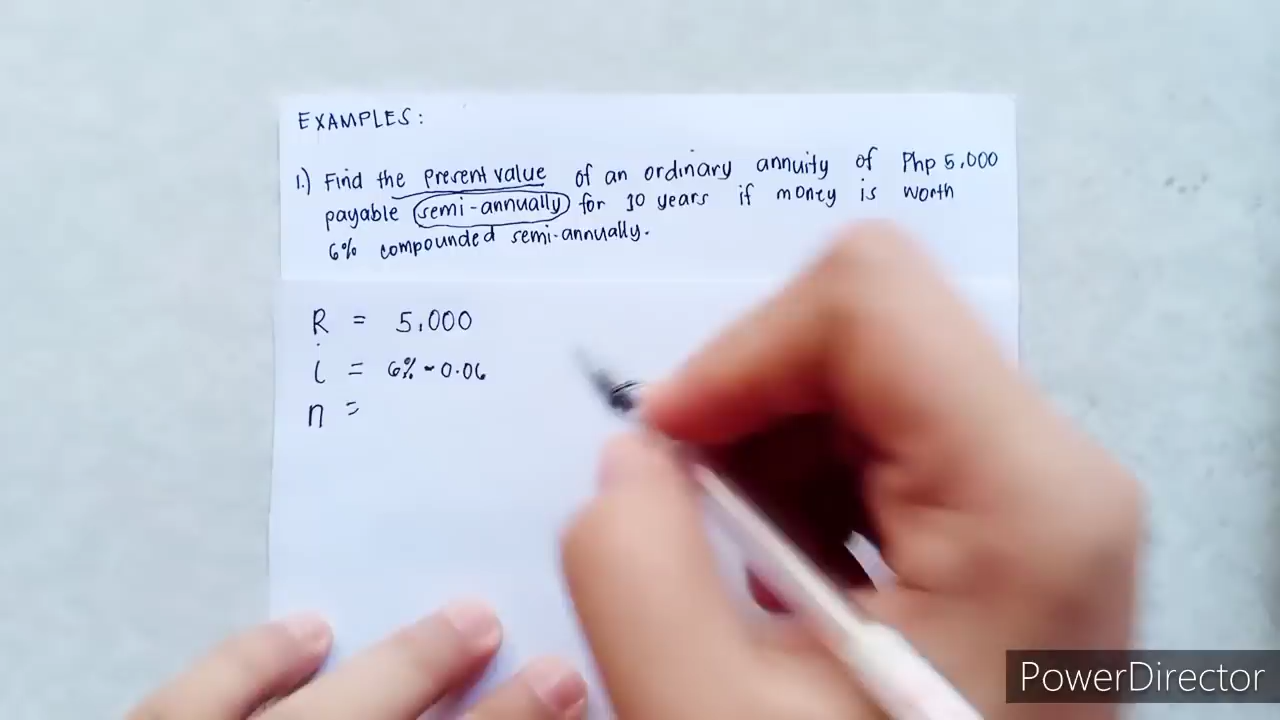 EXAMPLES:
1.) Find the present value of an ordinary annuity of Php 5,000
payable semi-annually for 10 years if money is worth
6% compounded semi-annually.
R = 5,000
i = 6% - 0.06
n =
PowerDirector